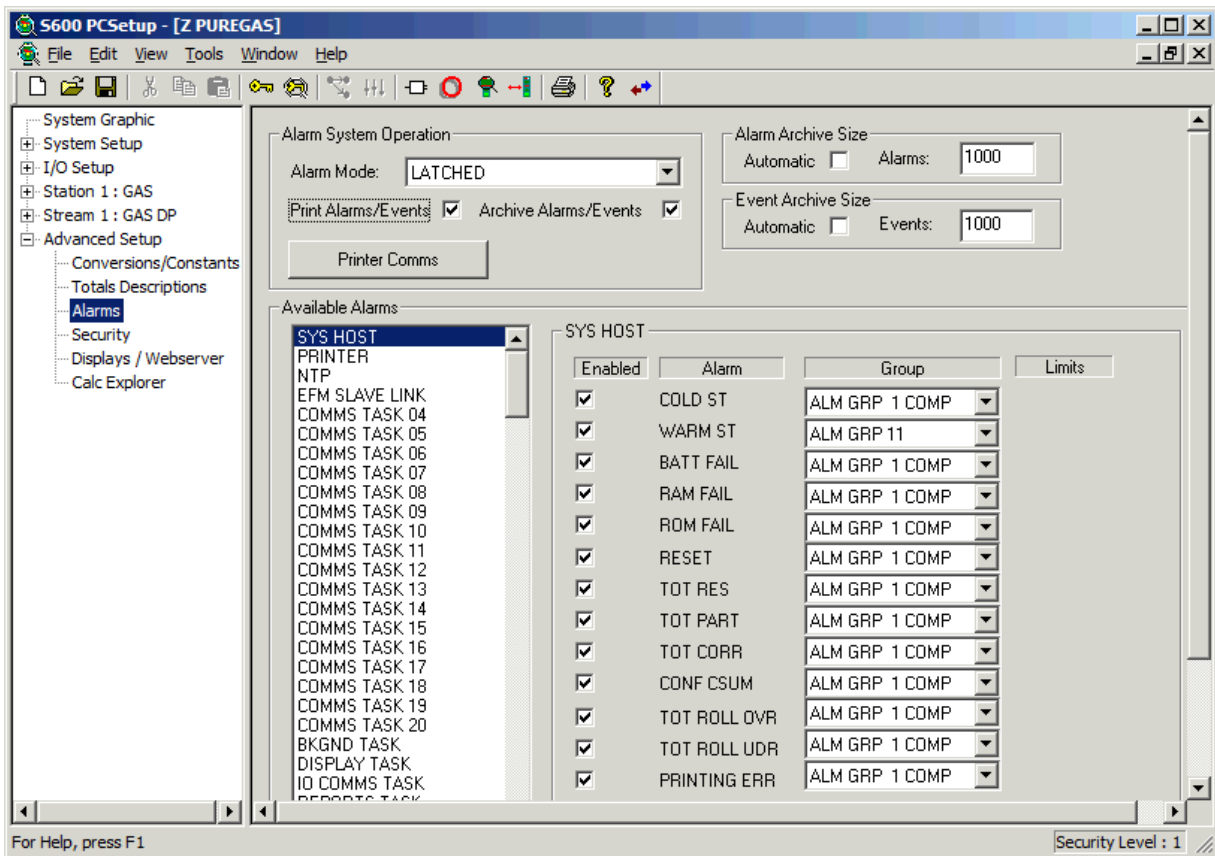 S600 PCSetup - [Z PUREGAS]
File Edit View Tools Window Help
System Graphic
System Setup
I/O Setup
Station 1 : GAS
Stream 1 : GAS DP
Advanced Setup
Conversions/Constants
Totals Descriptions
Alarms
Security
Displays / Webserver
Calc Explorer
Alarm System Operation
Alarm Mode: LATCHED
Print Alarms/Events Archive Alarms/Events
Printer Comms
Alarm Archive Size
Automatic Alarms: 1000
Event Archive Size
Automatic Events: 1000
Available Alarms
SYS HOST
PRINTER
NTP
EFM SLAVE LINK
COMMS TASK 04
COMMS TASK 05
COMMS TASK 06
COMMS TASK 07
COMMS TASK 08
COMMS TASK 09
COMMS TASK 10
COMMS TASK 11
COMMS TASK 12
COMMS TASK 13
COMMS TASK 14
COMMS TASK 15
COMMS TASK 16
COMMS TASK 17
COMMS TASK 18
COMMS TASK 19
COMMS TASK 20
BKGND TASK
DISPLAY TASK
IO COMMS TASK
REPORTS TASK
SYS HOST
Enabled Alarm Group Limits
COLD ST ALM GRP 1 COMP
WARM ST ALM GRP 11
BATT FAIL ALM GRP 1 COMP
RAM FAIL ALM GRP 1 COMP
ROM FAIL ALM GRP 1 COMP
RESET ALM GRP 1 COMP
TOT RES ALM GRP 1 COMP
TOT PART ALM GRP 1 COMP
TOT CORR ALM GRP 1 COMP
CONF CSUM ALM GRP 1 COMP
TOT ROLL OVR ALM GRP 1 COMP
TOT ROLL UDR ALM GRP 1 COMP
PRINTING ERR ALM GRP 1 COMP
For Help, press F1
Security Level : 1